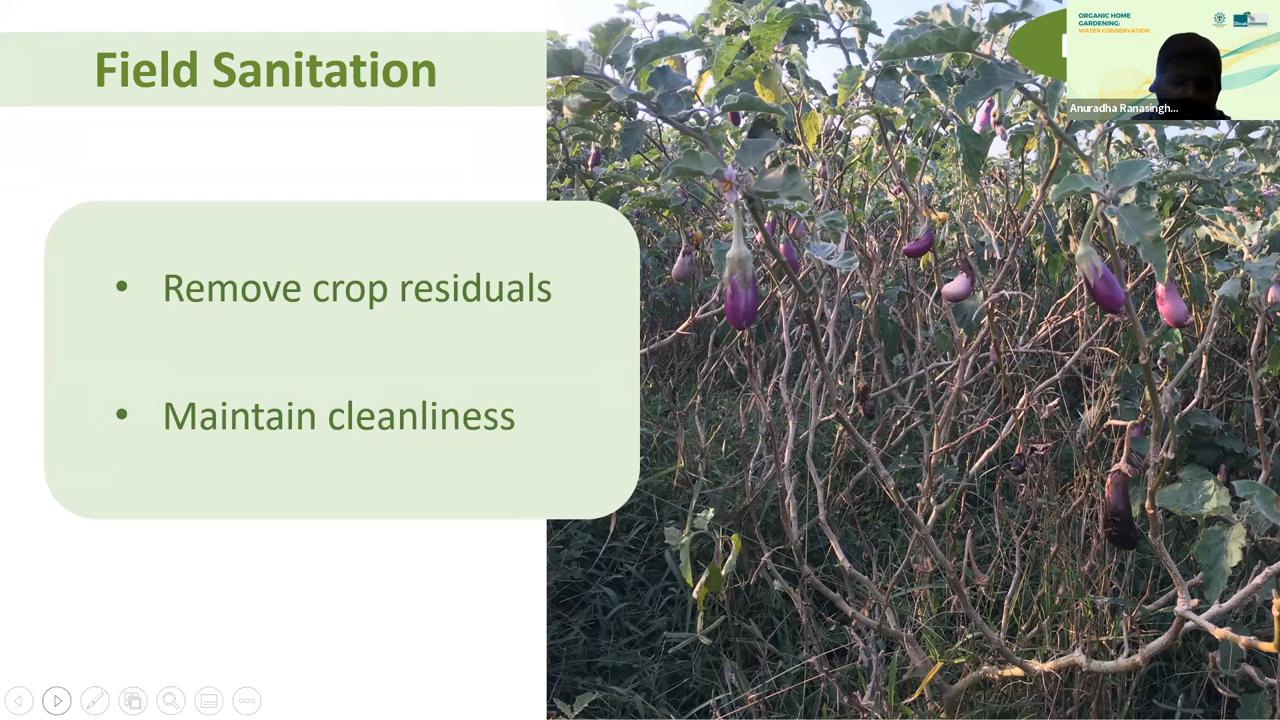 Field Sanitation
• Remove crop residuals
• Maintain cleanliness
ORGANIC HOME
GARDENING:
WATER CONSERVATION
Anuradha Ranasingh...